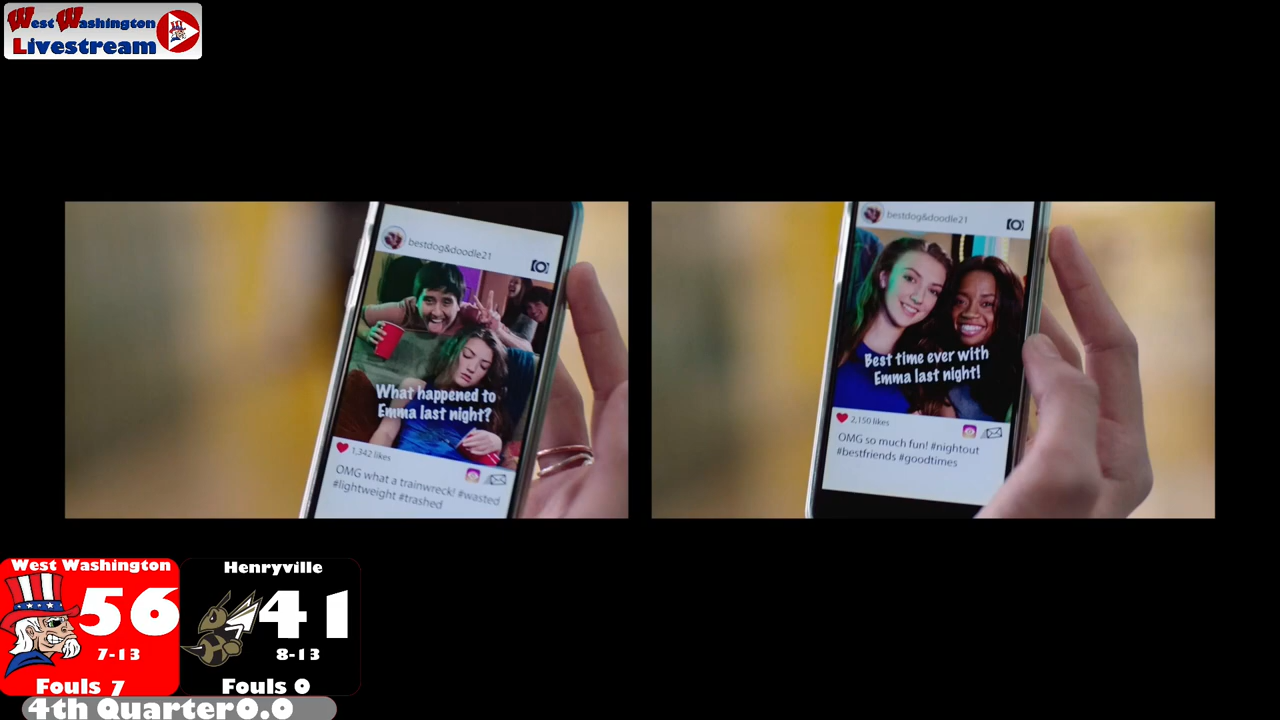 West Washington
Livestream
bestdog&doodle21
What happened to
Emma last night?
1,342 likes
OMG what a trainwreck! #wasted
#lightweight #trashed
bestdog&doodle21
Best time ever with
Emma last night!
2,150 likes
OMG so much fun! #nightout
#bestfriends #goodtimes
West Washington
56
7-13
Fouls 7
Henryville
41
8-13
Fouls 0
4th Quarter 0.0